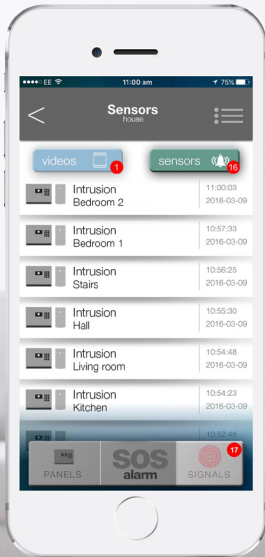 EE
11:00 am
75%
Sensors
house
videos
1
sensors
16
Intrusion
Bedroom 2
11:00:03
2016-03-09
Intrusion
Bedroom 1
10:57:33
2016-03-09
Intrusion
Stairs
10:56:25
2016-03-09
Intrusion
Hall
10:55:30
2016-03-09
Intrusion
Living room
10:54:48
2016-03-09
Intrusion
Kitchen
10:54:23
2016-03-09
10:52:48
PANELS
SOS
alarm
17
SIGNALS